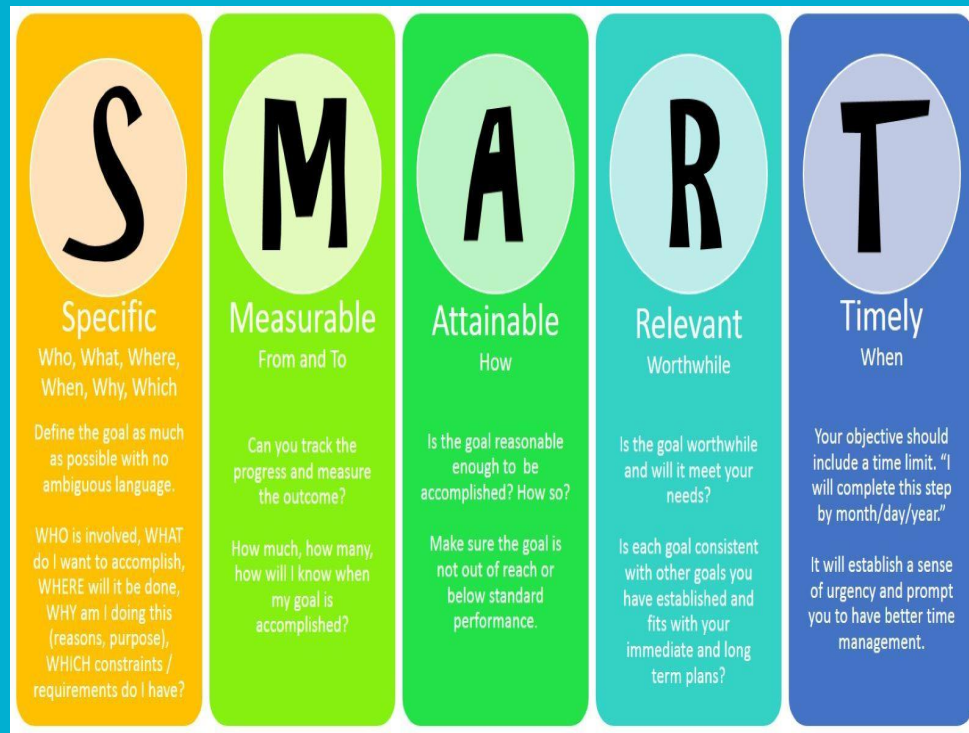 S
Specific
Who, What, Where,
When, Why, Which
Define the goal as much
as possible with no
ambiguous language.
WHO is involved, WHAT
do I want to accomplish,
WHERE will it be done,
WHY am I doing this
(reasons, purpose),
WHICH constraints /
requirements do I have?
M
Measurable
From and To
Can you track the
progress and measure
the outcome?
How much, how many,
how will I know when
my goal is
accomplished?
A
Attainable
How
Is the goal reasonable
enough to be
accomplished? How so?
Make sure the goal is
not out of reach or
below standard
performance.
R
Relevant
Worthwhile
Is the goal worthwhile
and will it meet your
needs?
Is each goal consistent
with other goals you
have established and
fits with your
immediate and long
term plans?
T
Timely
When
Your objective should
include a time limit. “I
will complete this step
by month/day/year.”
It will establish a sense
of urgency and prompt
you to have better time
management.